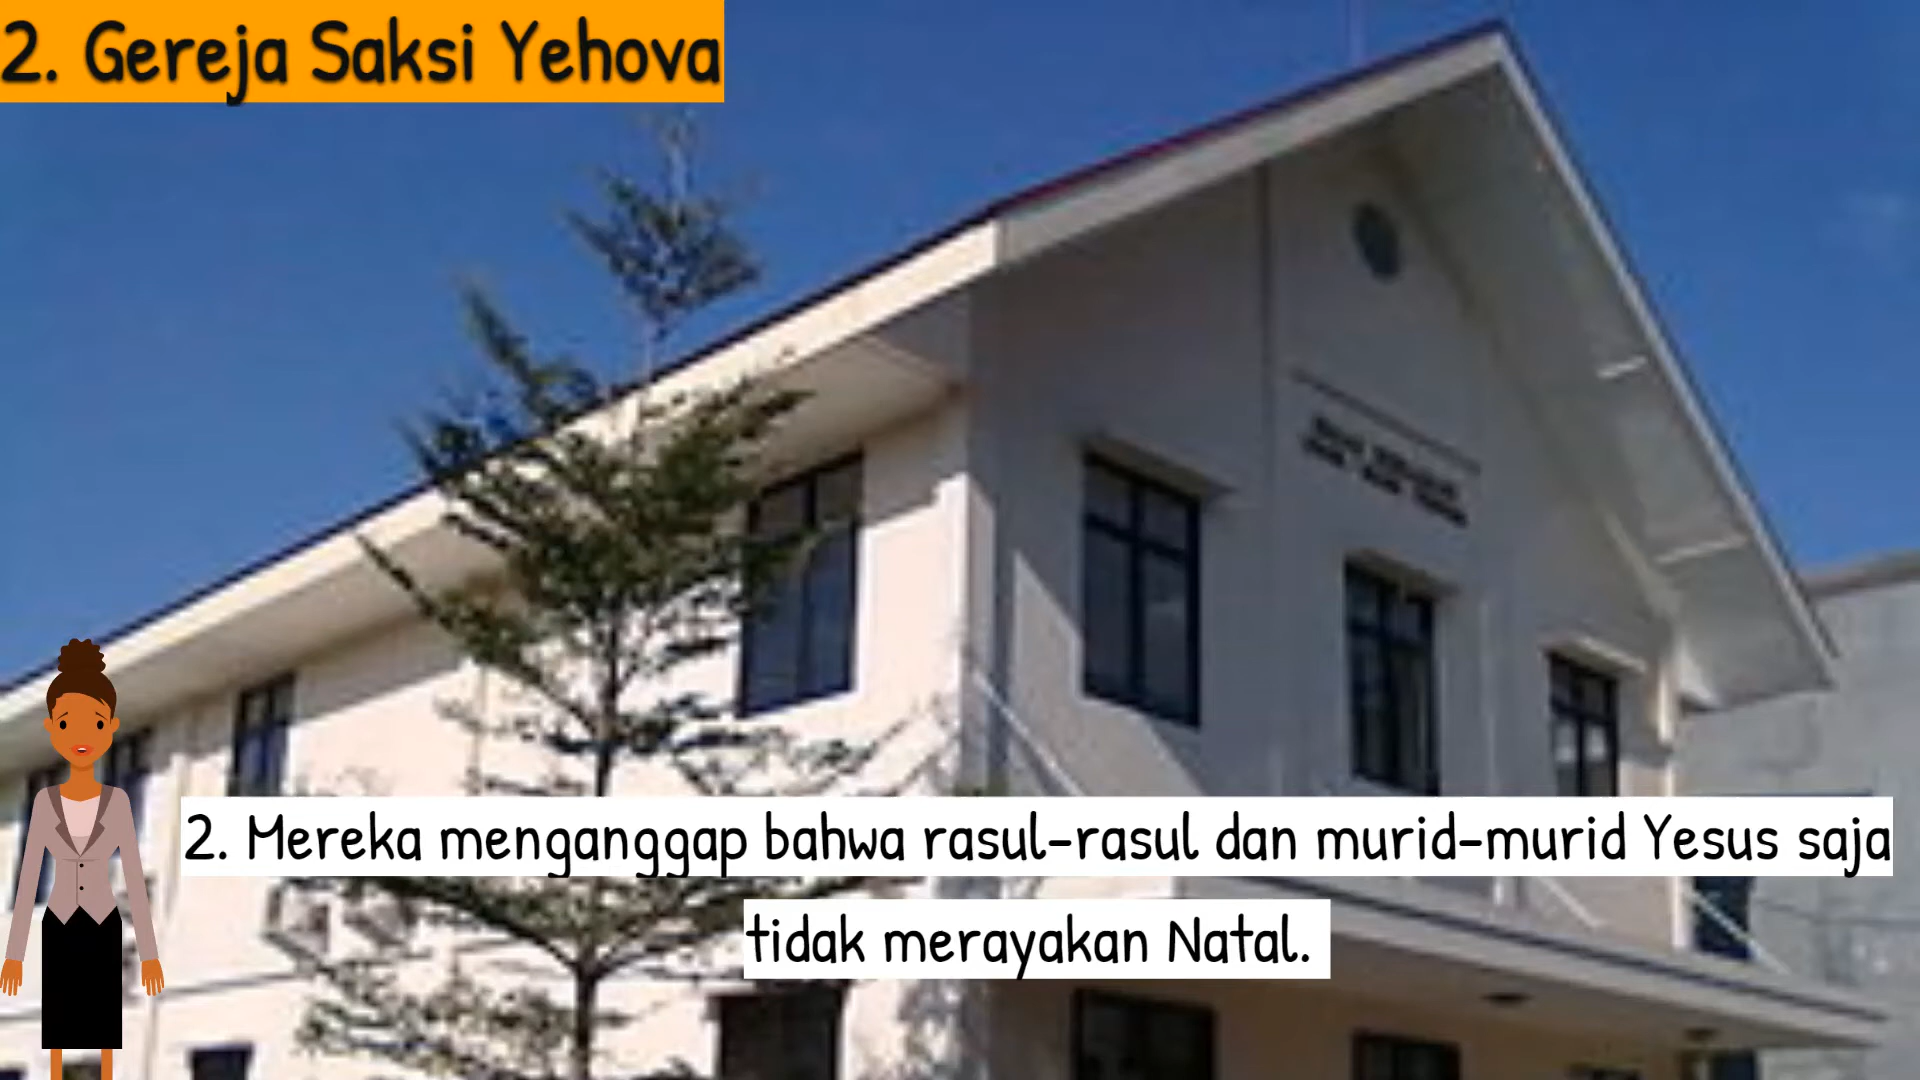 2. Gereja Saksi Yehova
2. Mereka menganggap bahwa rasul-rasul dan murid-murid Yesus saja
tidak merayakan Natal.